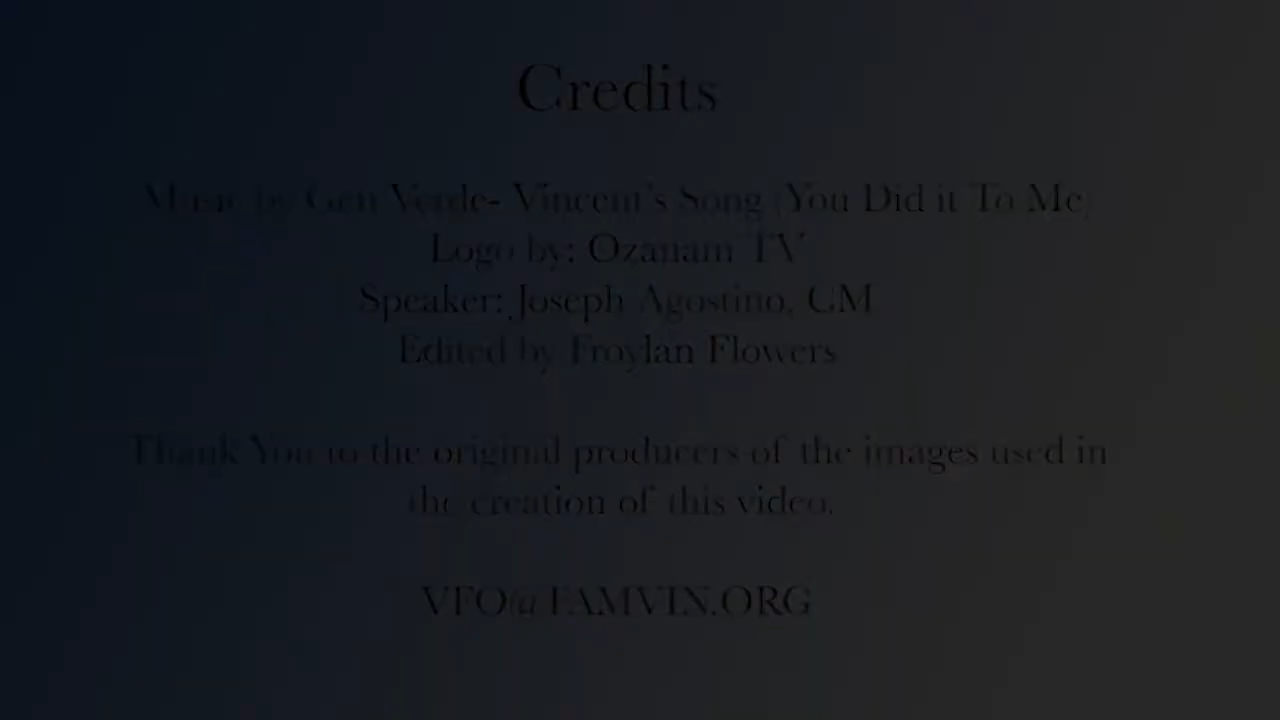 Credits
Music by Gen Verde- Vincent's Song (You Did it To Me)
Logo by: Ozanam TV
Speaker: Joseph Agostino, CM
Edited by Froylan Flowers
Thank You to the original producers of the images used in
the creation of this video.
VFO@FAMVIN.ORG